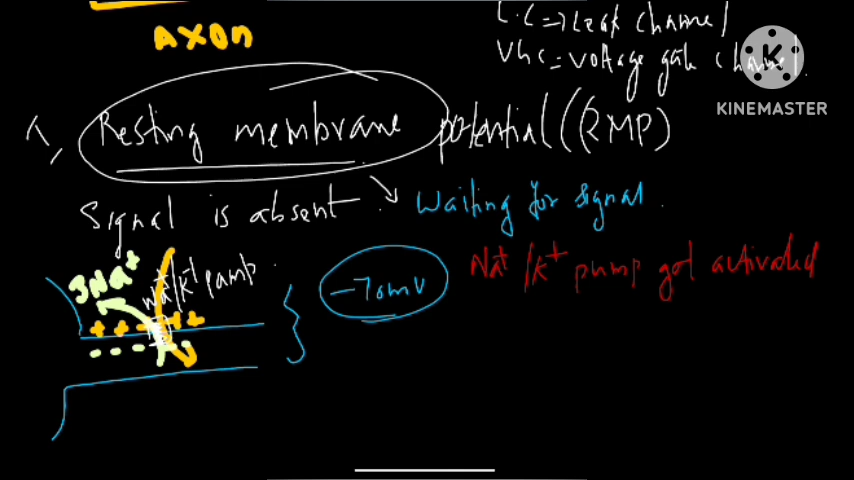 AXON
L.C => Leak channel
VhC = Voltage gate channel.
KINEMASTER
1, Resting membrane potential ((RMP)
Signal is absent. Waiting for signal.
3Na+
Na+/K+ pump.
-70mV
Na+/K+ pump got activated
+ + + + +